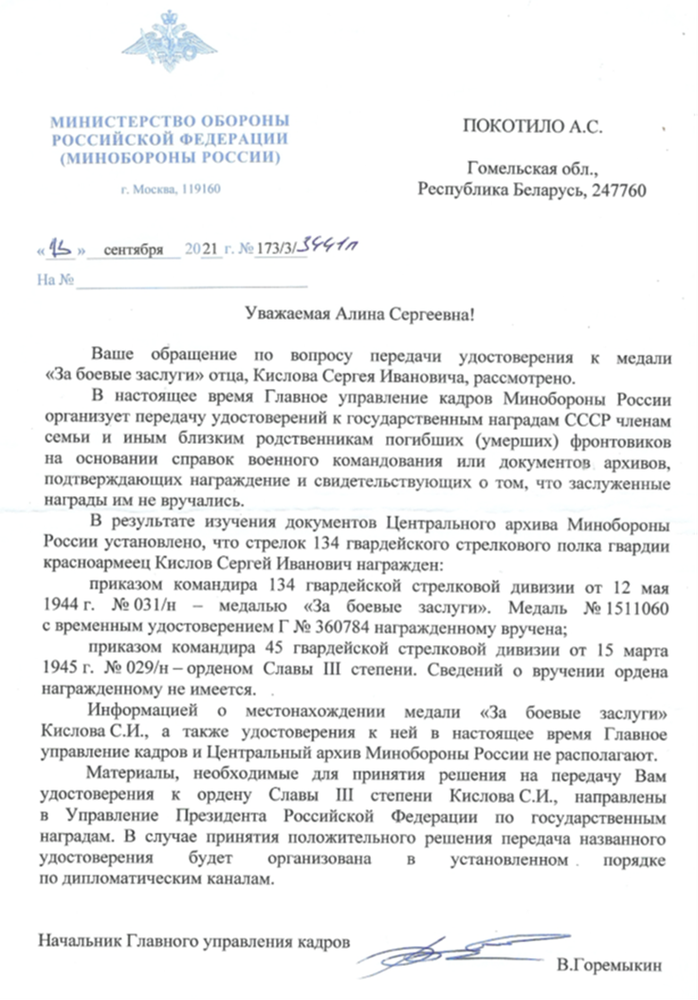 МИНИСТЕРСТВО ОБОРОНЫ
РОССИЙСКОЙ ФЕДЕРАЦИИ
(МИНОБОРОНЫ РОССИИ)
г. Москва, 119160
ПОКОТИЛО А.С.
Гомельская обл.,
Республика Беларусь, 247760
« » сентября 2021 г. № 173/3/3441п
На №
Уважаемая Алина Сергеевна!
Ваше обращение по вопросу передачи удостоверения к медали
«За боевые заслуги» отца, Кислова Сергея Ивановича, рассмотрено.
В настоящее время Главное управление кадров Минобороны России
организует передачу удостоверений к государственным наградам СССР членам
семьи и иным близким родственникам погибших (умерших) фронтовиков
на основании справок военного командования или документов архивов,
подтверждающих награждение и свидетельствующих о том, что заслуженные
награды им не вручались.
В результате изучения документов Центрального архива Минобороны
России установлено, что стрелок 134 гвардейского стрелкового полка гвардии
красноармеец Кислов Сергей Иванович награжден:
приказом командира 134 гвардейской стрелковой дивизии от 12 мая
1944 г. № 031/н – медалью «За боевые заслуги». Медаль № 1511060
с временным удостоверением Г № 360784 награжденному вручена;
приказом командира 45 гвардейской стрелковой дивизии от 15 марта
1945 г. № 029/н – орденом Славы III степени. Сведений о вручении ордена
награжденному не имеется.
Информацией о местонахождении медали «За боевые заслуги»
Кислова С.И., а также удостоверения к ней в настоящее время Главное
управление кадров и Центральный архив Минобороны России не располагают.
Материалы, необходимые для принятия решения на передачу Вам
удостоверения к ордену Славы III степени Кислова С.И., направлены
в Управление Президента Российской Федерации по государственным
наградам. В случае принятия положительного решения передача названного
удостоверения будет организована в установленном порядке
по дипломатическим каналам.
Начальник Главного управления кадров
В.Горемыкин